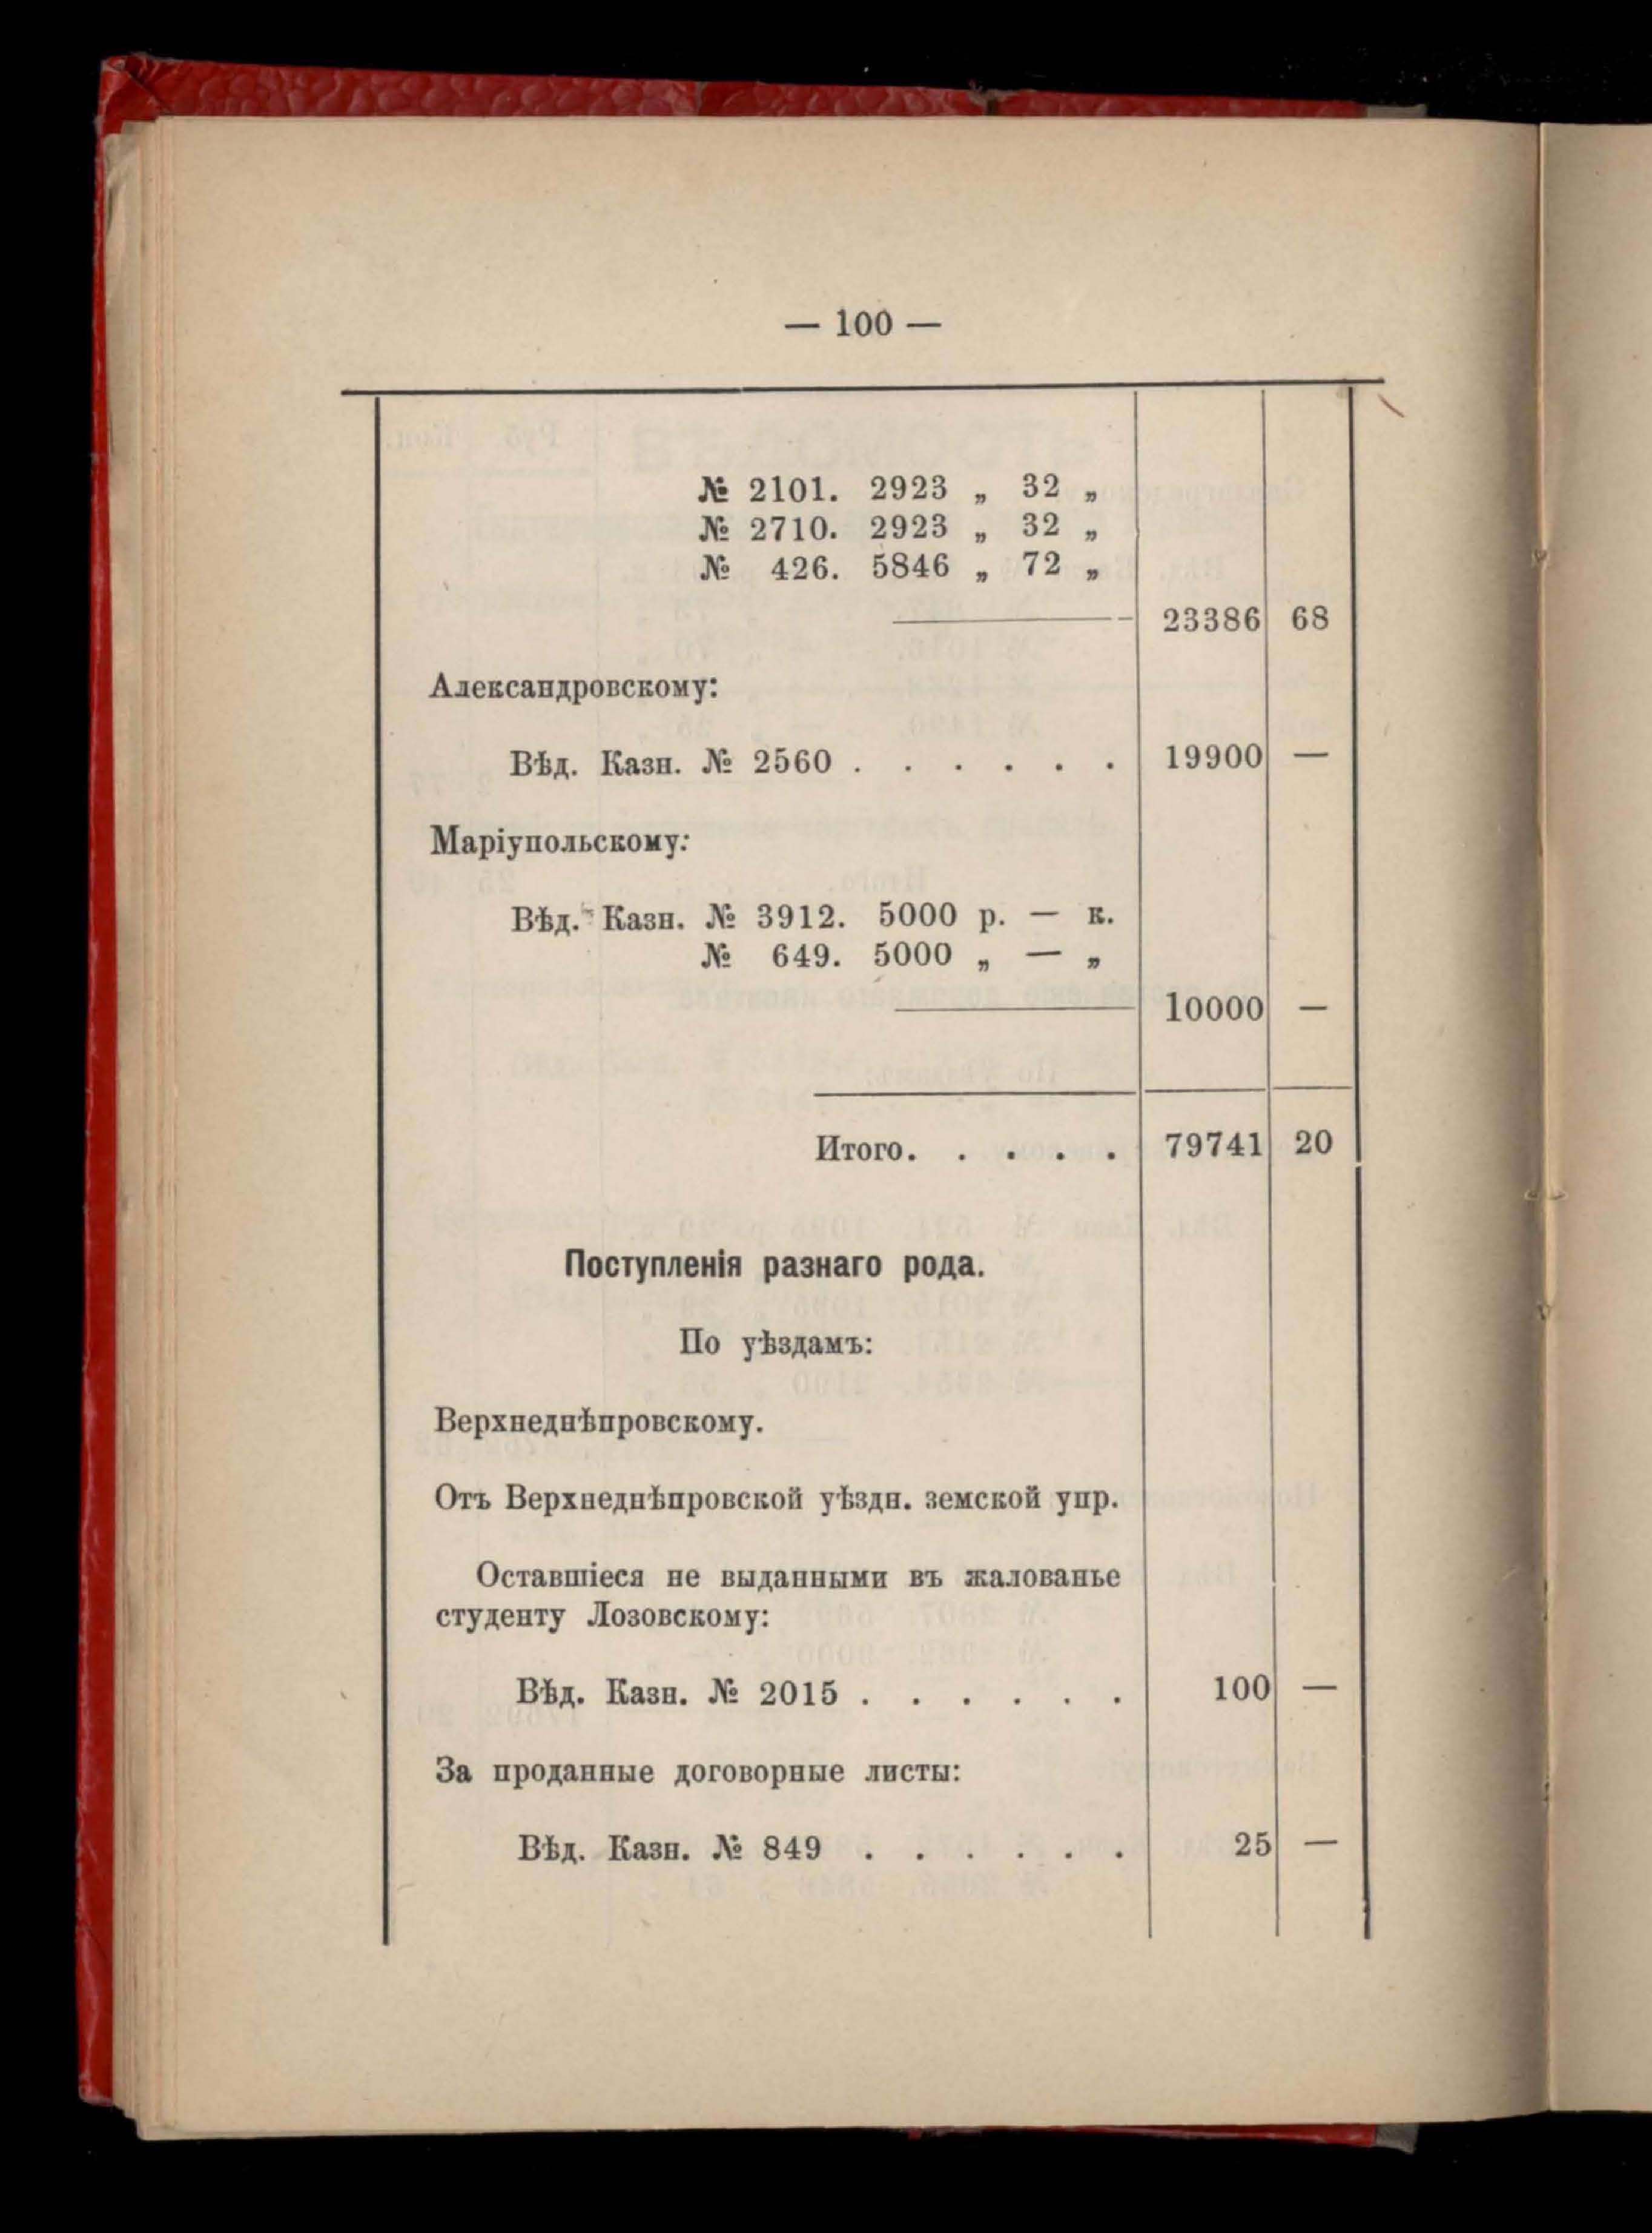 — 100 —
№ 2101. 2923 „ 32 „
№ 2710. 2923 „ 32 „
№ 426. 5846 „ 72 „
23386 68
Александровскому:
Вѣд. Казн. № 2560 . . . . . . 19900 —
Маріупольскому:
Вѣд. Казн. № 3912. 5000 р. — к.
№ 649. 5000 „ — „
10000 —
Итого. . . . . 79741 20
Поступленія разнаго рода.
По уѣздамъ:
Верхнеднѣпровскому.
Отъ Верхнеднѣпровской уѣздн. земской упр.
Оставшіеся не выданными въ жалованье
студенту Лозовскому:
Вѣд. Казн. № 2015 . . . . . . 100 —
За проданные договорные листы:
Вѣд. Казн. № 849 . . . . . . 25 —